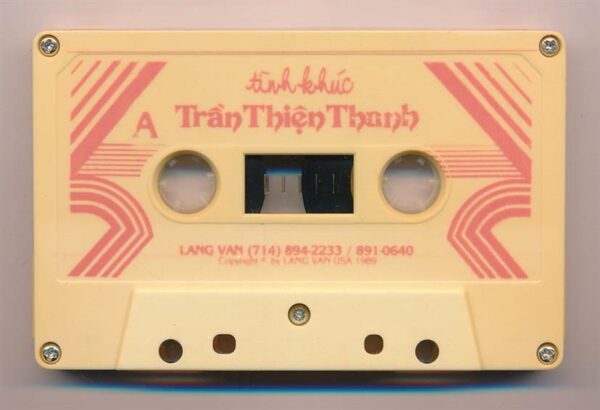 tình khúc
Trần Thiện Thanh
A
LANG VAN (714) 894-2233 / 891-0640
Copyright © by LANG VAN USA 1989